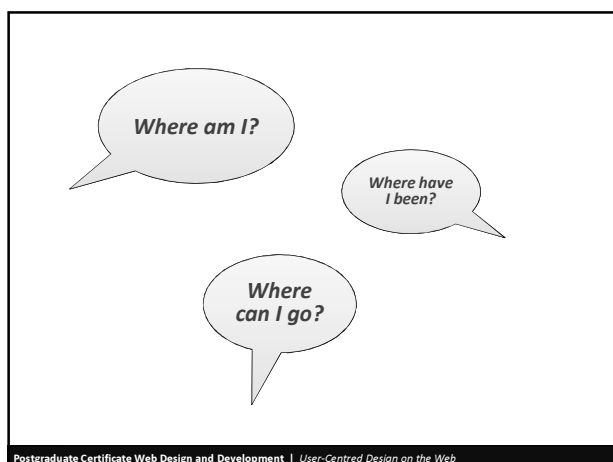 Where am I?
Where have
I been?
Where
can I go?
Postgraduate Certificate Web Design and Development | User-Centred Design on the Web